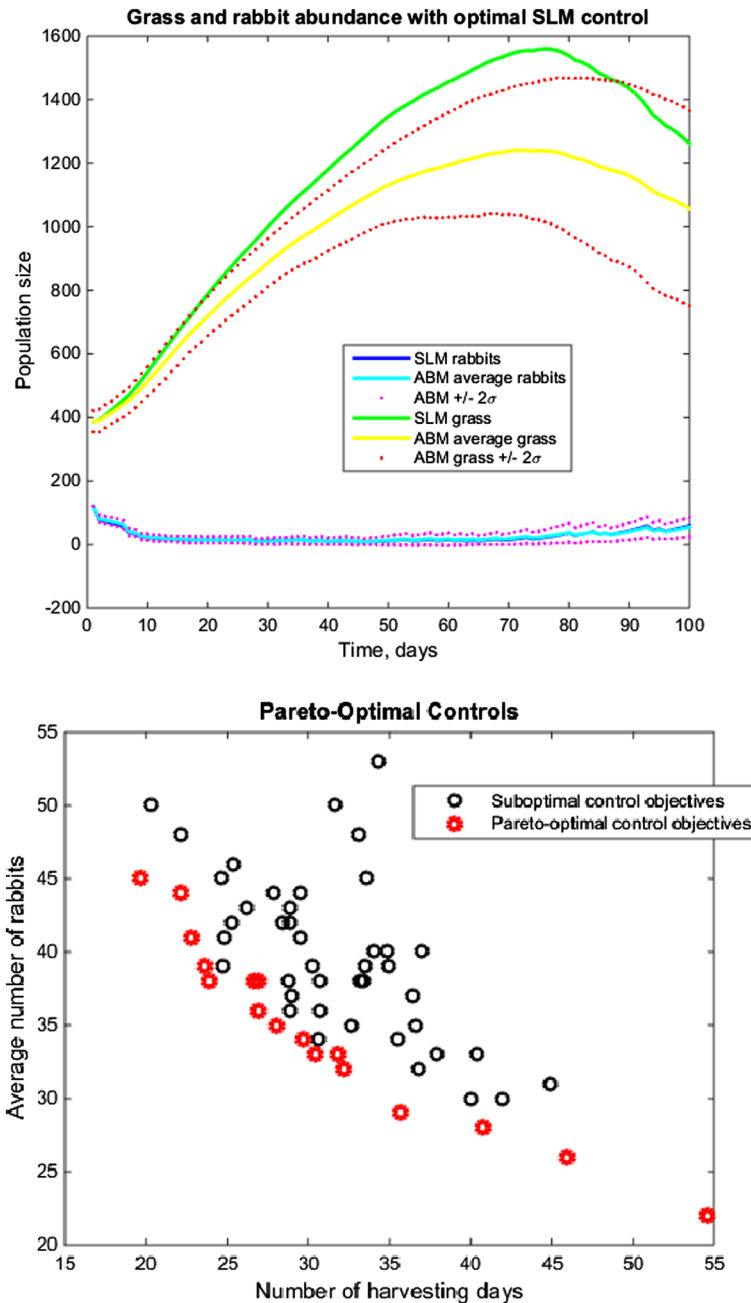 Grass and rabbit abundance with optimal SLM control
1600
1400
1200
1000
800
600
400
200
0
-200
Population size
SLM rabbits
ABM average rabbits
ABM +/- 2σ
SLM grass
ABM average grass
ABM grass +/- 2σ
0 10 20 30 40 50 60 70 80 90 100
Time, days
Pareto-Optimal Controls
55
50
45
40
35
30
25
20
Average number of rabbits
Suboptimal control objectives
Pareto-optimal control objectives
15 20 25 30 35 40 45 50 55
Number of harvesting days